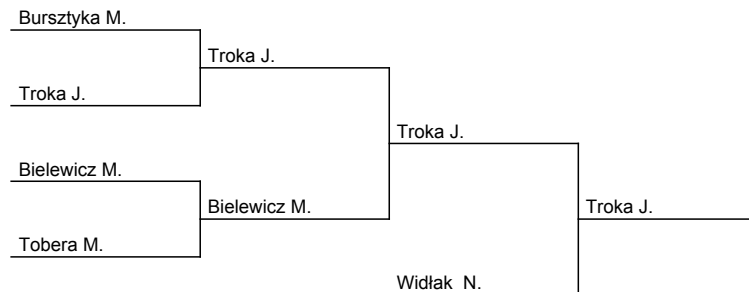 Bursztyka M.
Troka J.
Troka J.
Troka J.
Bielewicz M.
Bielewicz M.
Troka J.
Tobera M.
Widłak  N.